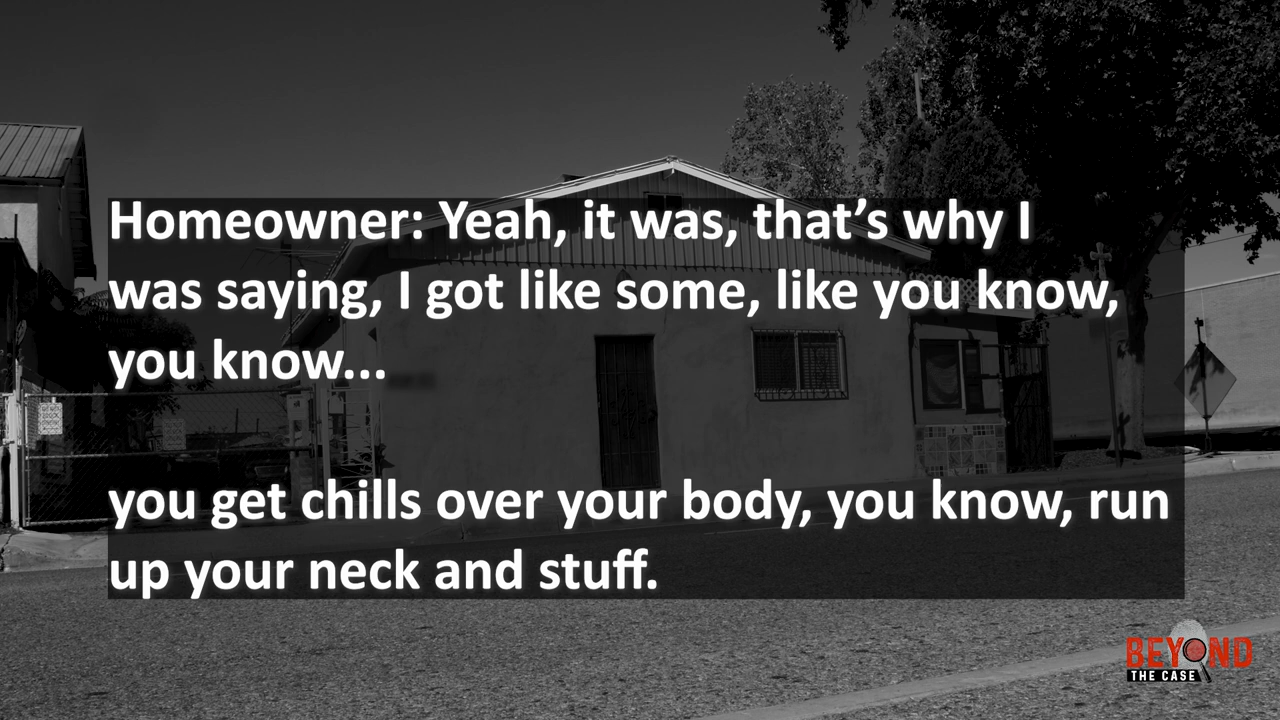 Homeowner: Yeah, it was, that’s why I
was saying, I got like some, like you know,
you know...
you get chills over your body, you know, run
up your neck and stuff.
BEYOND
THE CASE